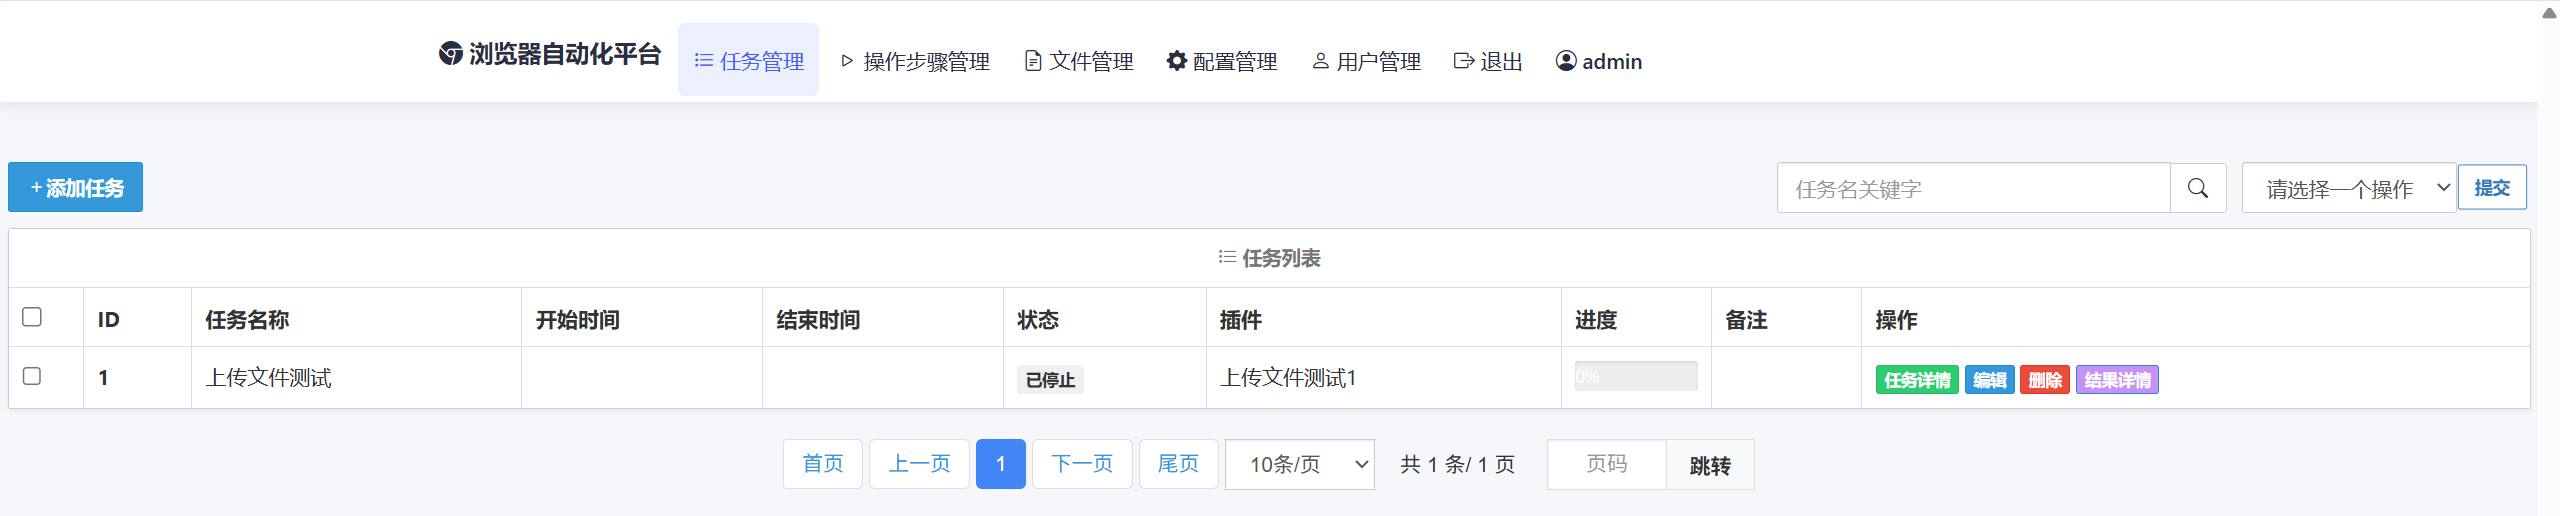 浏览器自动化平台 任务管理 操作步骤管理 文件管理 配置管理 用户管理 退出 admin
+ 添加任务 任务名关键字 请选择一个操作 提交
任务列表
ID 任务名称 开始时间 结束时间 状态 插件 进度 备注 操作
1 上传文件测试 已停止 上传文件测试1 0% 任务详情 编辑 删除 结果详情
首页 上一页 1 下一页 尾页 10条/页 共 1 条/ 1 页 页码 跳转